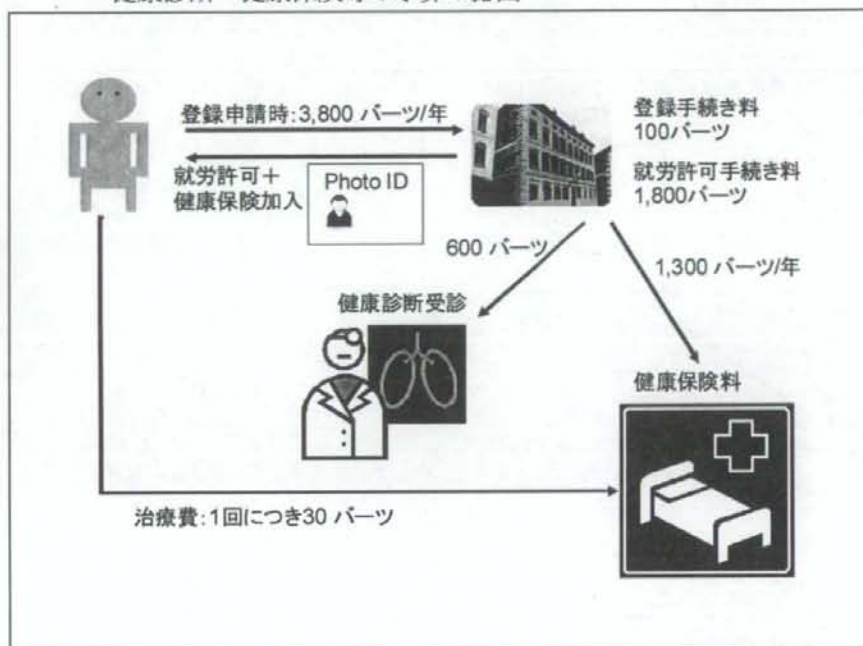 登録申請時:3,800 バーツ/年
就労許可+
健康保険加入
Photo ID
登録手続き料
100バーツ
就労許可手続き料
1,800バーツ
600 バーツ
1,300 バーツ/年
健康診断受診
健康保険料
治療費:1回につき30 バーツ